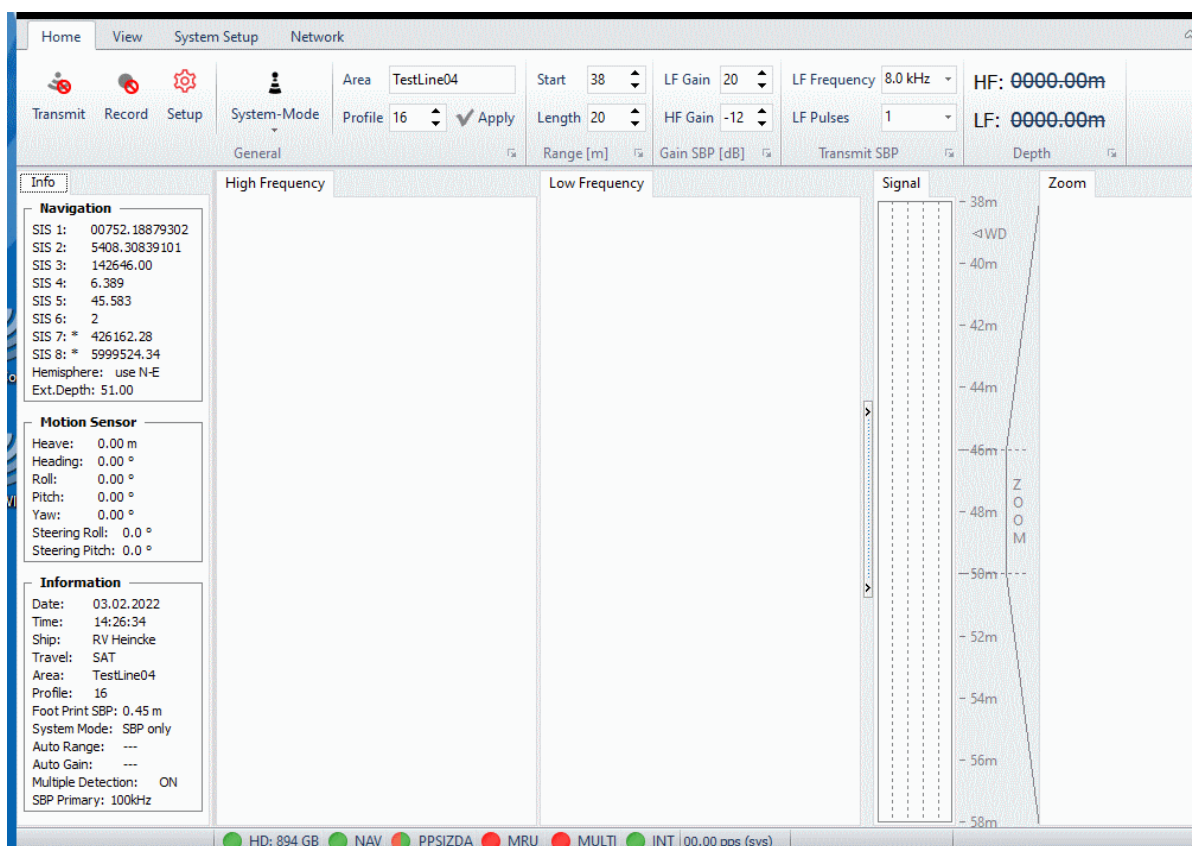 Home View System Setup Network
Transmit Record Setup System-Mode
Area TestLine04
Profile 16 Apply
General
Start 38
Length 20
Range [m]
LF Gain 20
HF Gain -12
Gain SBP [dB]
LF Frequency 8.0 kHz
LF Pulses 1
Transmit SBP
HF: 0000.00m
LF: 0000.00m
Depth
Info
Navigation
SIS 1: 00752.18879302
SIS 2: 5408.30839101
SIS 3: 142646.00
SIS 4: 6.389
SIS 5: 45.583
SIS 6: 2
SIS 7: * 426162.28
SIS 8: * 5999524.34
Hemisphere: use N-E
Ext.Depth: 51.00
Motion Sensor
Heave: 0.00 m
Heading: 0.00 °
Roll: 0.00 °
Pitch: 0.00 °
Yaw: 0.00 °
Steering Roll: 0.0 °
Steering Pitch: 0.0 °
Information
Date: 03.02.2022
Time: 14:26:34
Ship: RV Heincke
Travel: SAT
Area: TestLine04
Profile: 16
Foot Print SBP: 0.45 m
System Mode: SBP only
Auto Range: ---
Auto Gain: ---
Multiple Detection: ON
SBP Primary: 100kHz
High Frequency
Low Frequency
Signal
38m
WD
40m
42m
44m
46m
48m
50m
52m
54m
56m
58m
ZOOM
Zoom
HD: 894 GB NAV PPS|ZDA MRU MULTI INT 00.00 pps (sys)